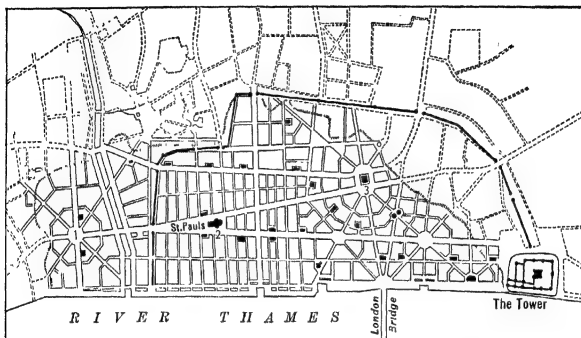 3
1
St. Pauls
2
The Tower
RIVER THAMES
London
Bridge